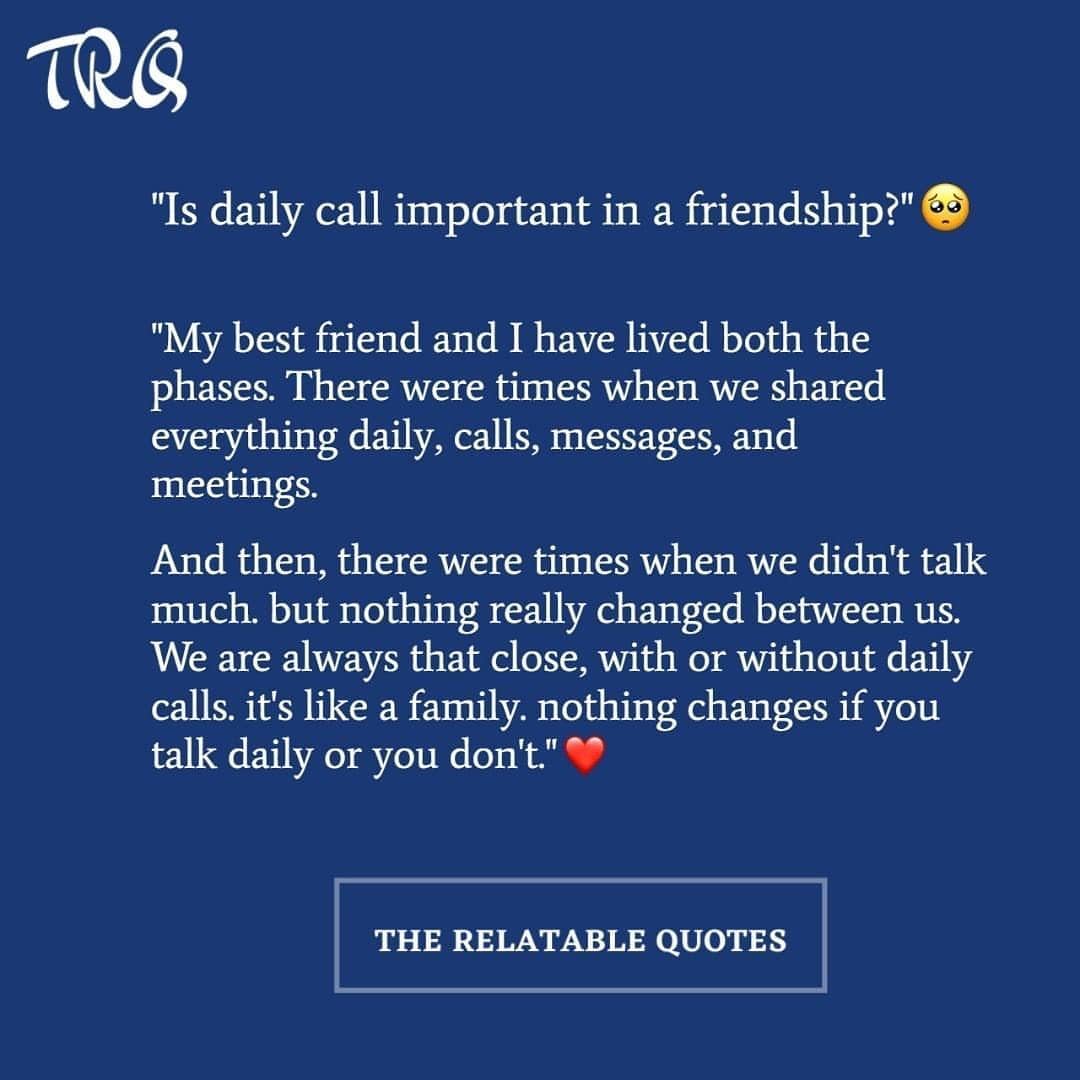 TRQ
"Is daily call important in a friendship?"🥺
"My best friend and I have lived both the
phases. There were times when we shared
everything daily, calls, messages, and
meetings.
And then, there were times when we didn't talk
much. but nothing really changed between us.
We are always that close, with or without daily
calls. it's like a family. nothing changes if you
talk daily or you don't."❤️
THE RELATABLE QUOTES